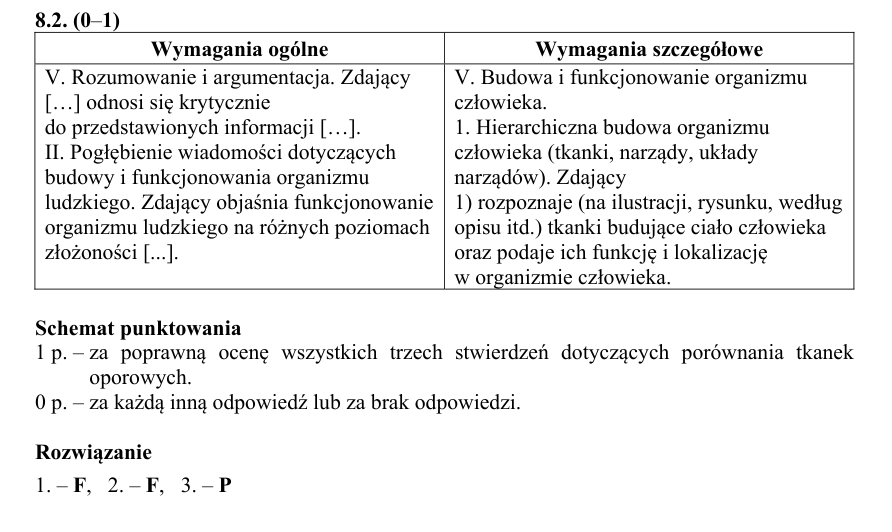 8.2. (0–1)
Wymagania ogólne
V. Rozumowanie i argumentacja. Zdający
[…] odnosi się krytycznie
do przedstawionych informacji […].
II. Pogłębienie wiadomości dotyczących
budowy i funkcjonowania organizmu
ludzkiego. Zdający objaśnia funkcjonowanie
organizmu ludzkiego na różnych poziomach
złożoności [...].
Wymagania szczegółowe
V. Budowa i funkcjonowanie organizmu
człowieka.
1. Hierarchiczna budowa organizmu
człowieka (tkanki, narządy, układy
narządów). Zdający
1) rozpoznaje (na ilustracji, rysunku, według
opisu itd.) tkanki budujące ciało człowieka
oraz podaje ich funkcję i lokalizację
w organizmie człowieka.
Schemat punktowania
1 p. – za poprawną ocenę wszystkich trzech stwierdzeń dotyczących porównania tkanek
oporowych.
0 p. – za każdą inną odpowiedź lub za brak odpowiedzi.
Rozwiązanie
1. – F, 2. – F, 3. – P